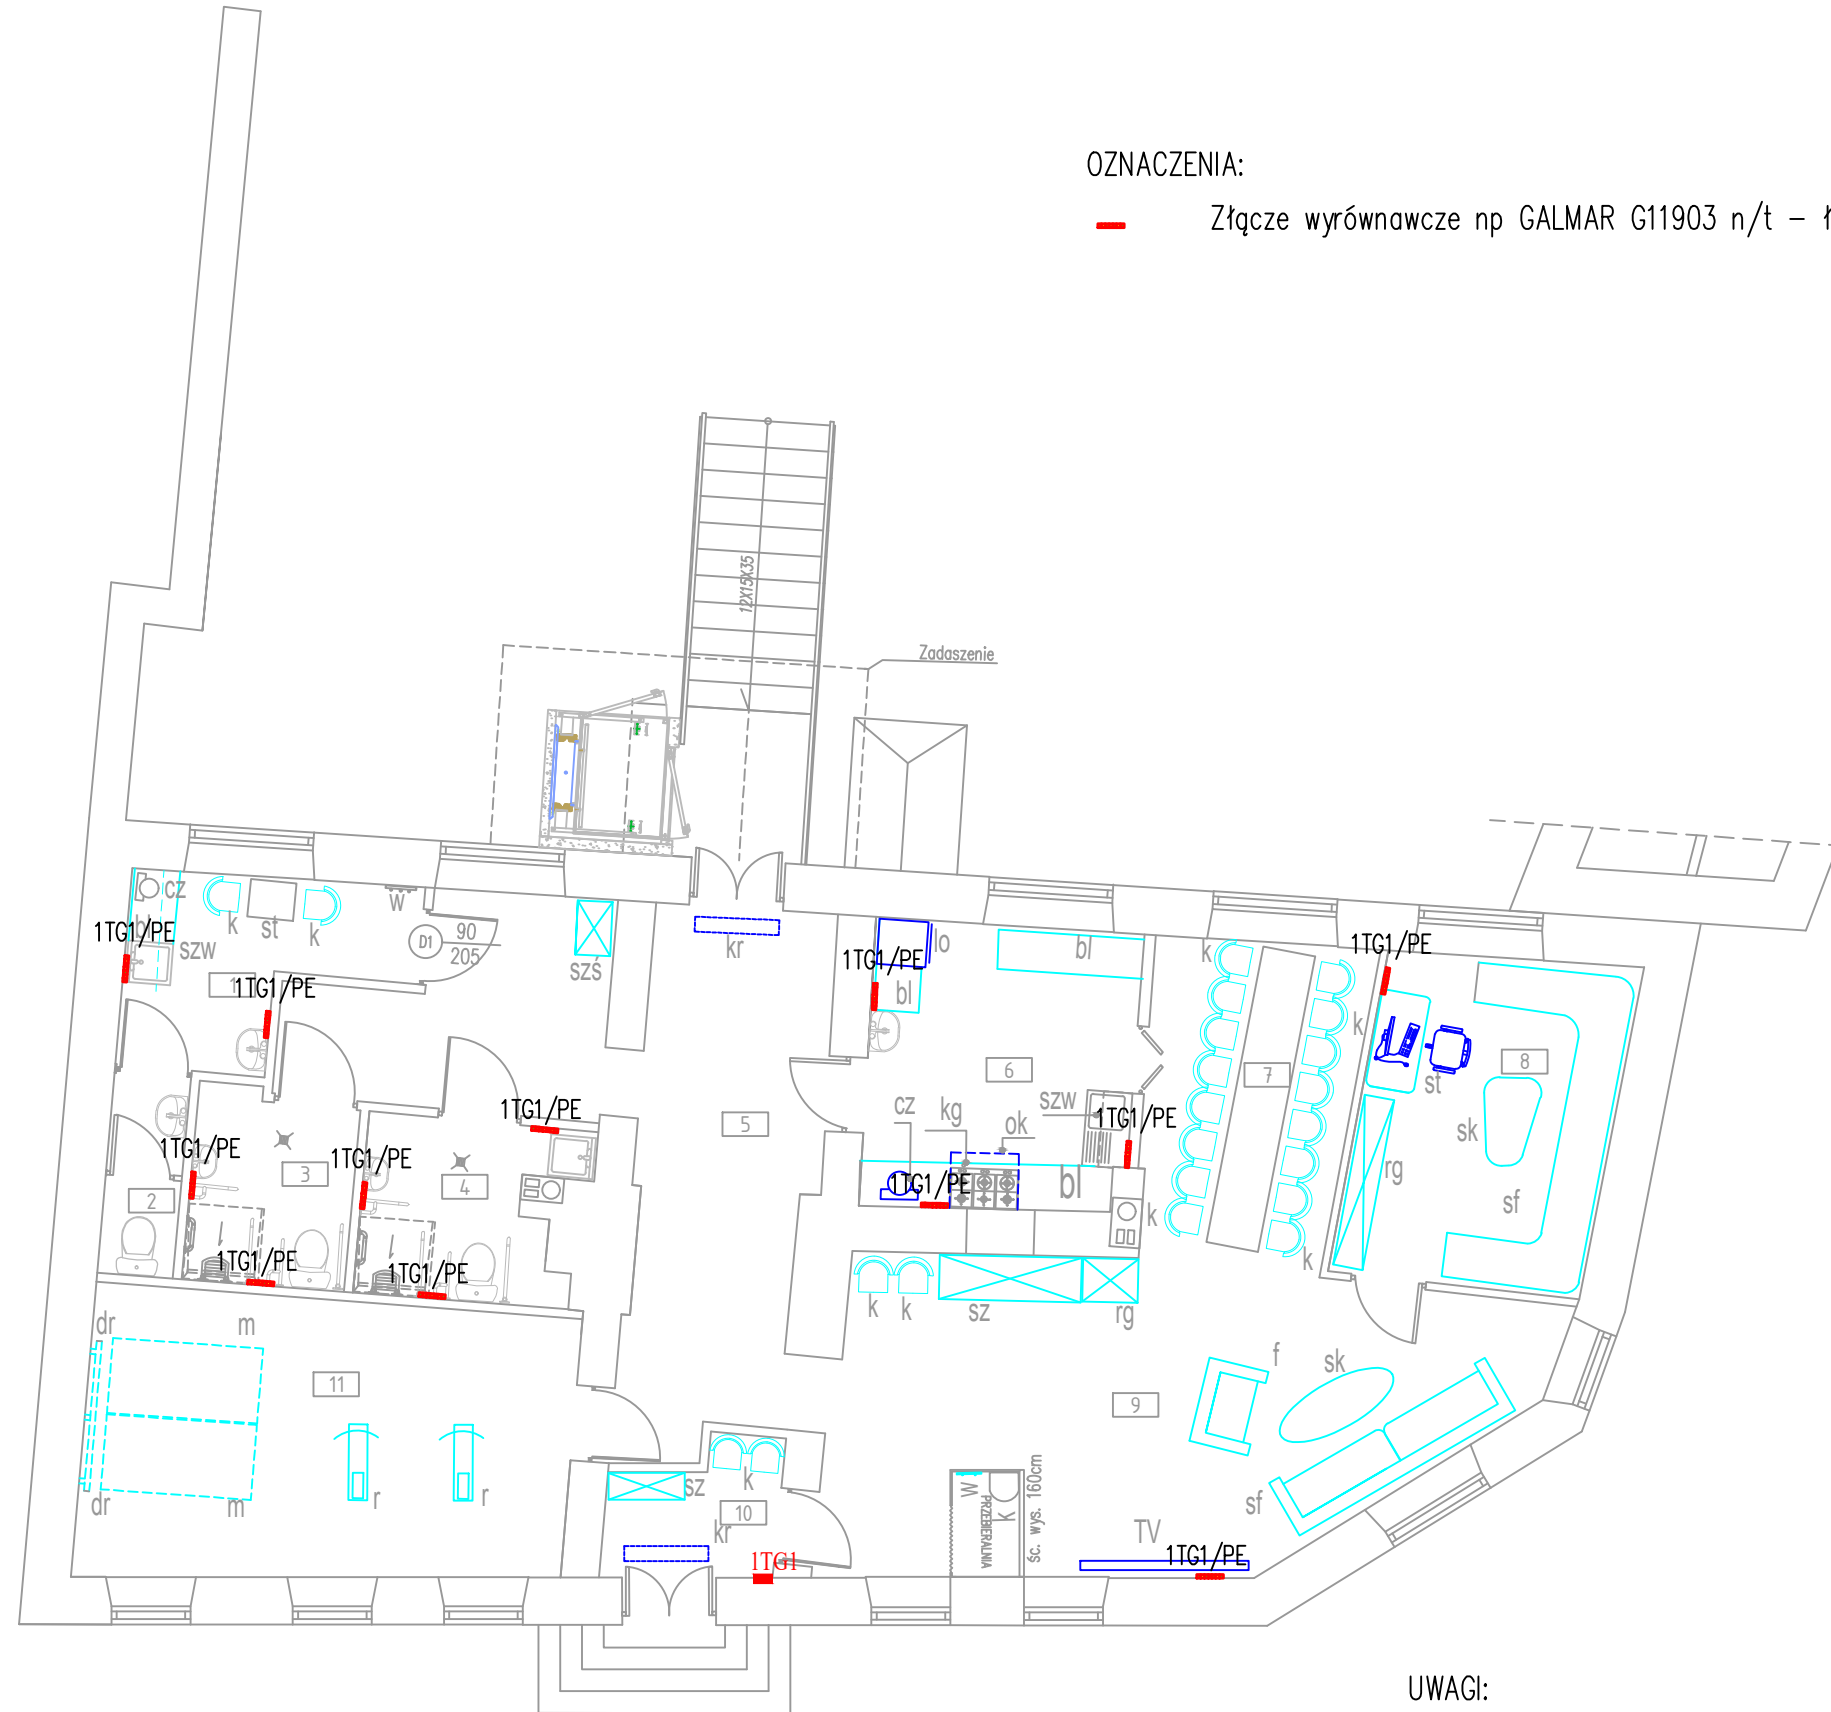 OZNACZENIA:
Złącze wyrównawcze np GALMAR G11903 n/t –
12X15X35
Zadaszenie
cz
k
st
k
w
D1
90
205
szś
kr
lo
bl
k
1TG1/PE
1TG1/PE
1TG1/PE
szw
1
1TG1/PE
bl
k
6
7
8
st
5
cz
kg
ok
szw
1TG1/PE
1TG1/PE
sk
1TG1/PE
1TG1/PE
3
4
2
1TG1/PE
bl
k
rg
sf
1TG1/PE
1TG1/PE
k
k
k
sz
rg
dr
m
11
f
sk
9
dr
m
r
r
sz
k
10
kr
W
K
PRZEBIERALNIA
śc. wys. 160cm
sf
TV
1TG1/PE
1TG1
UWAGI: